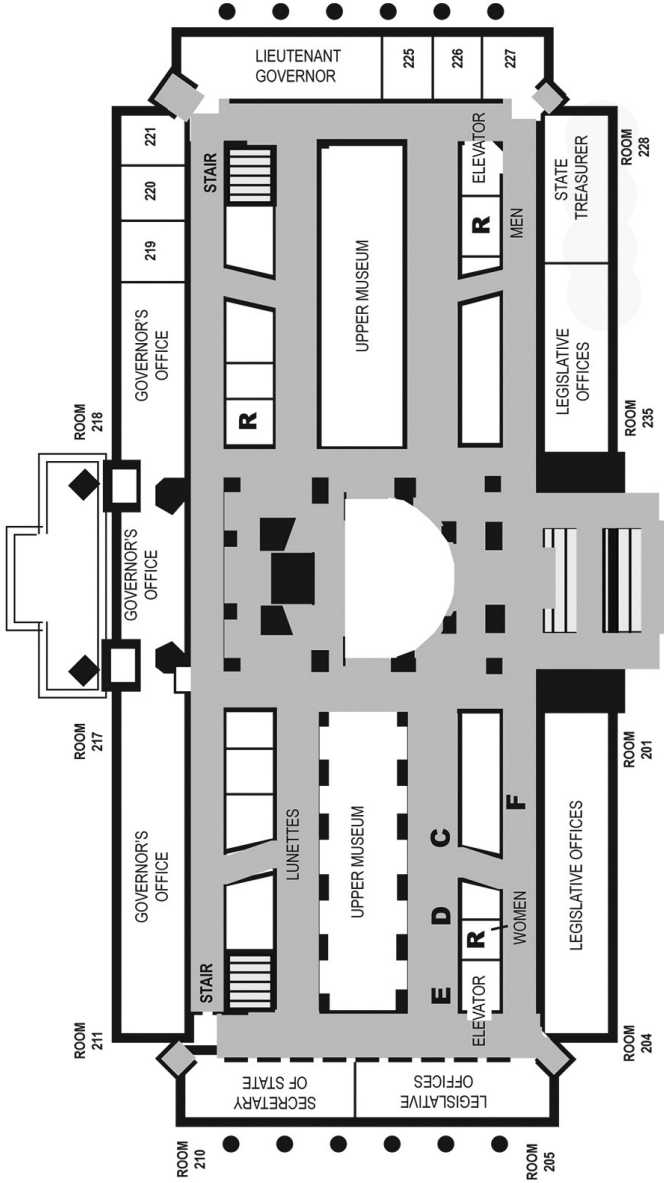 LIEUTENANT
GOVERNOR
225
226
227
221
220
219
STAIR
ELEVATOR
R
MEN
ROOM
228
STATE
TREASURER
GOVERNOR'S
OFFICE
UPPER MUSEUM
LEGISLATIVE
OFFICES
R
ROOM
218
ROOM
235
GOVERNOR'S
OFFICE
ROOM
217
ROOM
201
GOVERNOR'S
OFFICE
LUNETTES
UPPER MUSEUM
C
F
D
R
WOMEN
LEGISLATIVE OFFICES
STAIR
E
ELEVATOR
ROOM
211
ROOM
204
SECRETARY
OF STATE
LEGISLATIVE
OFFICES
ROOM
210
ROOM
205